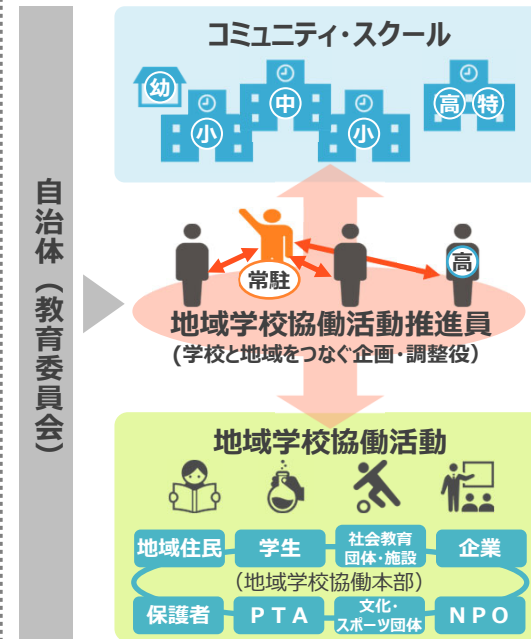 自治体（教育委員会）
コミュニティ・スクール
幼
小
中
小
高
特
常駐
高
地域学校協働活動推進員
(学校と地域をつなぐ企画・調整役）
地域学校協働活動
地域住民
学生
社会教育
団体・施設
企業
（地域学校協働本部）
保護者
ＰＴＡ
文化・
スポーツ団体
ＮＰＯ